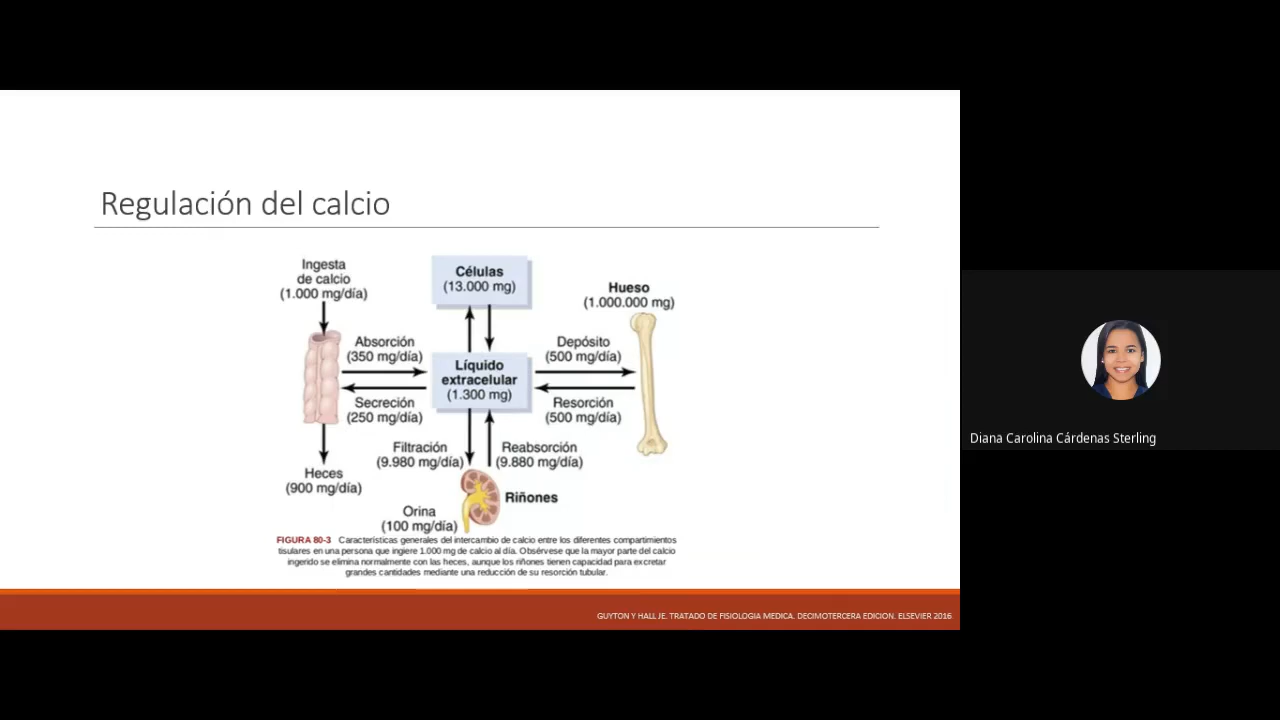 Regulación del calcio
Ingesta
de calcio
(1.000 mg/día)
Células
(13.000 mg)
Hueso
(1.000.000 mg)
Absorción
(350 mg/día)
Líquido
extracelular
(1.300 mg)
Depósito
(500 mg/día)
Secreción
(250 mg/día)
Resorción
(500 mg/día)
Filtración
(9.980 mg/día)
Reabsorción
(9.880 mg/día)
Heces
(900 mg/día)
Riñones
Orina
(100 mg/día)
FIGURA 80-3 Características generales del intercambio de calcio entre los diferentes compartimientos
tisulares en una persona que ingiere 1.000 mg de calcio al día. Obsérvese que la mayor parte del calcio
ingerido se elimina normalmente con las heces, aunque los riñones tienen capacidad para excretar
grandes cantidades mediante una reducción de su resorción tubular.
GUYTON Y HALL JE. TRATADO DE FISIOLOGIA MEDICA. DECIMOTERCERA EDICION. ELSEVIER 2016.
Diana Carolina Cárdenas Sterling